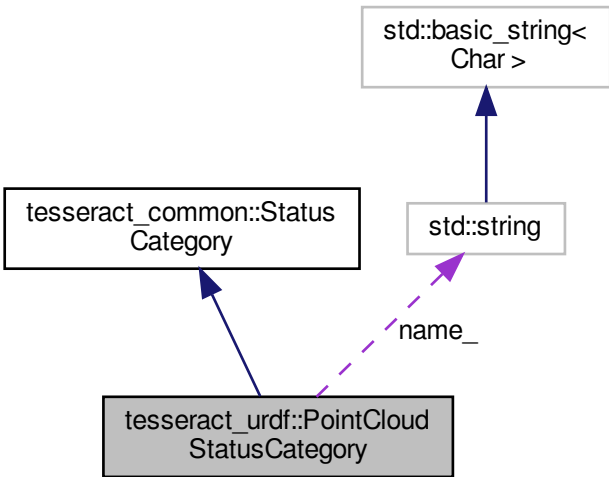 std::basic_string<
Char >
tesseract_common::Status
Category
std::string
name_
tesseract_urdf::PointCloud
StatusCategory